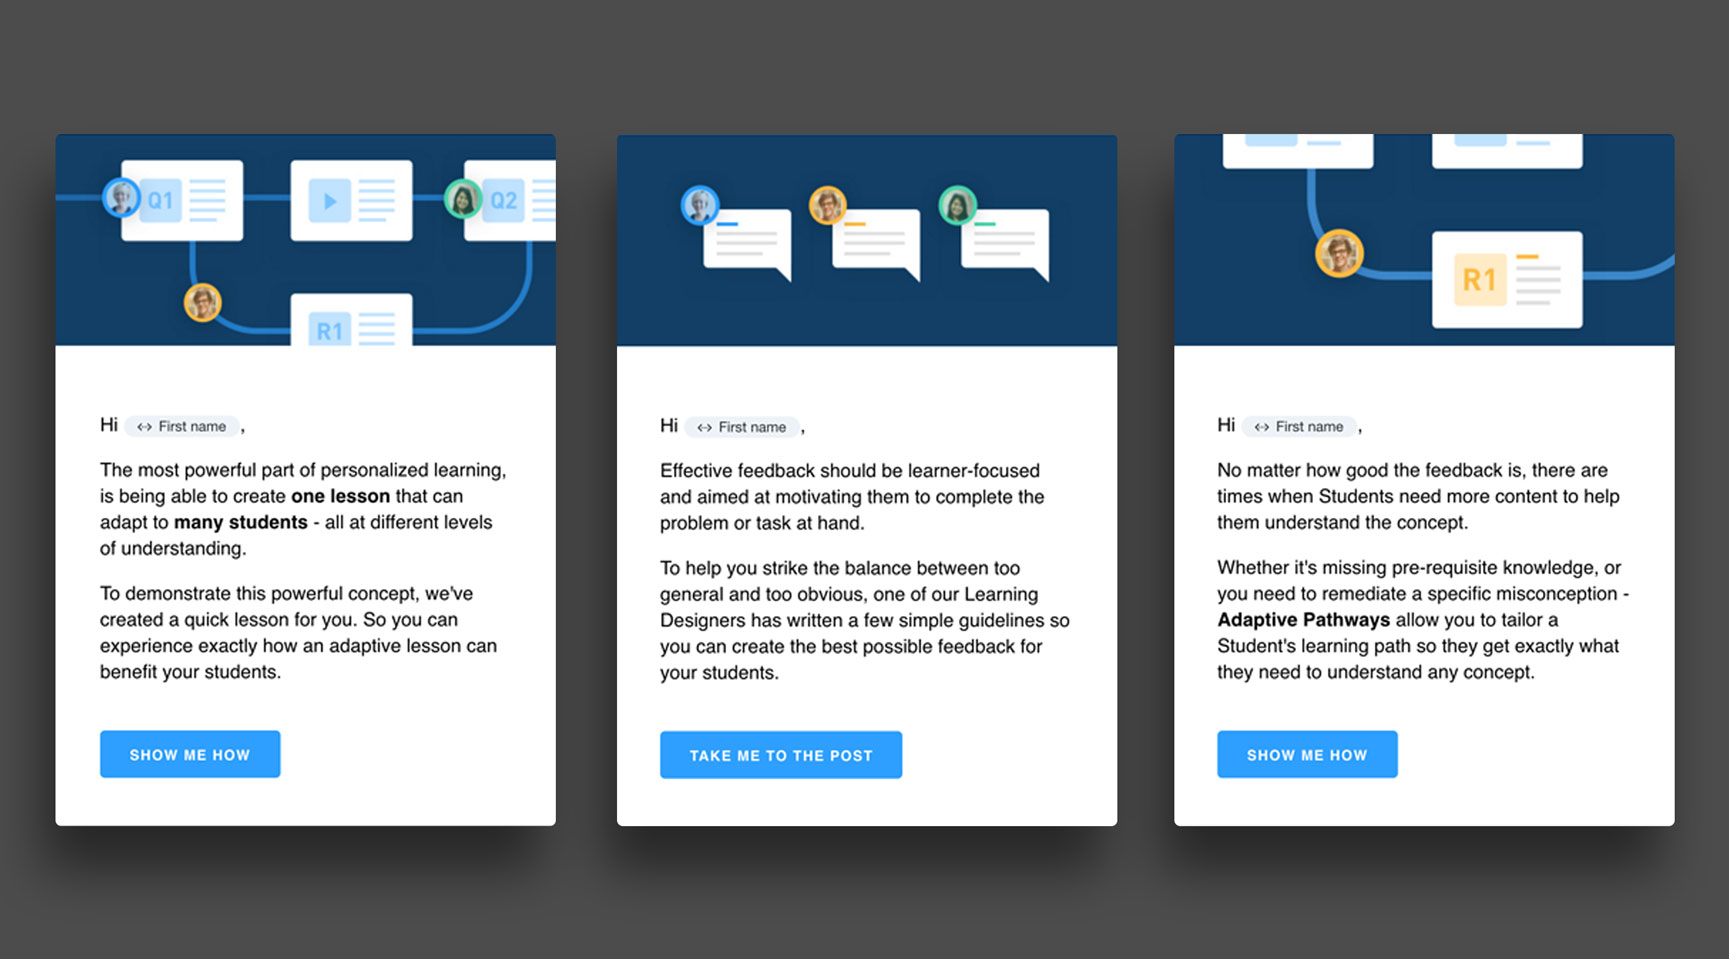 Q1
Q2
R1
Hi First name ,
The most powerful part of personalized learning,
is being able to create one lesson that can
adapt to many students - all at different levels
of understanding.
To demonstrate this powerful concept, we've
created a quick lesson for you. So you can
experience exactly how an adaptive lesson can
benefit your students.
SHOW ME HOW
Hi First name ,
Effective feedback should be learner-focused
and aimed at motivating them to complete the
problem or task at hand.
To help you strike the balance between too
general and too obvious, one of our Learning
Designers has written a few simple guidelines so
you can create the best possible feedback for
your students.
TAKE ME TO THE POST
R1
Hi First name ,
No matter how good the feedback is, there are
times when Students need more content to help
them understand the concept.
Whether it's missing pre-requisite knowledge, or
you need to remediate a specific misconception -
Adaptive Pathways allow you to tailor a
Student's learning path so they get exactly what
they need to understand any concept.
SHOW ME HOW